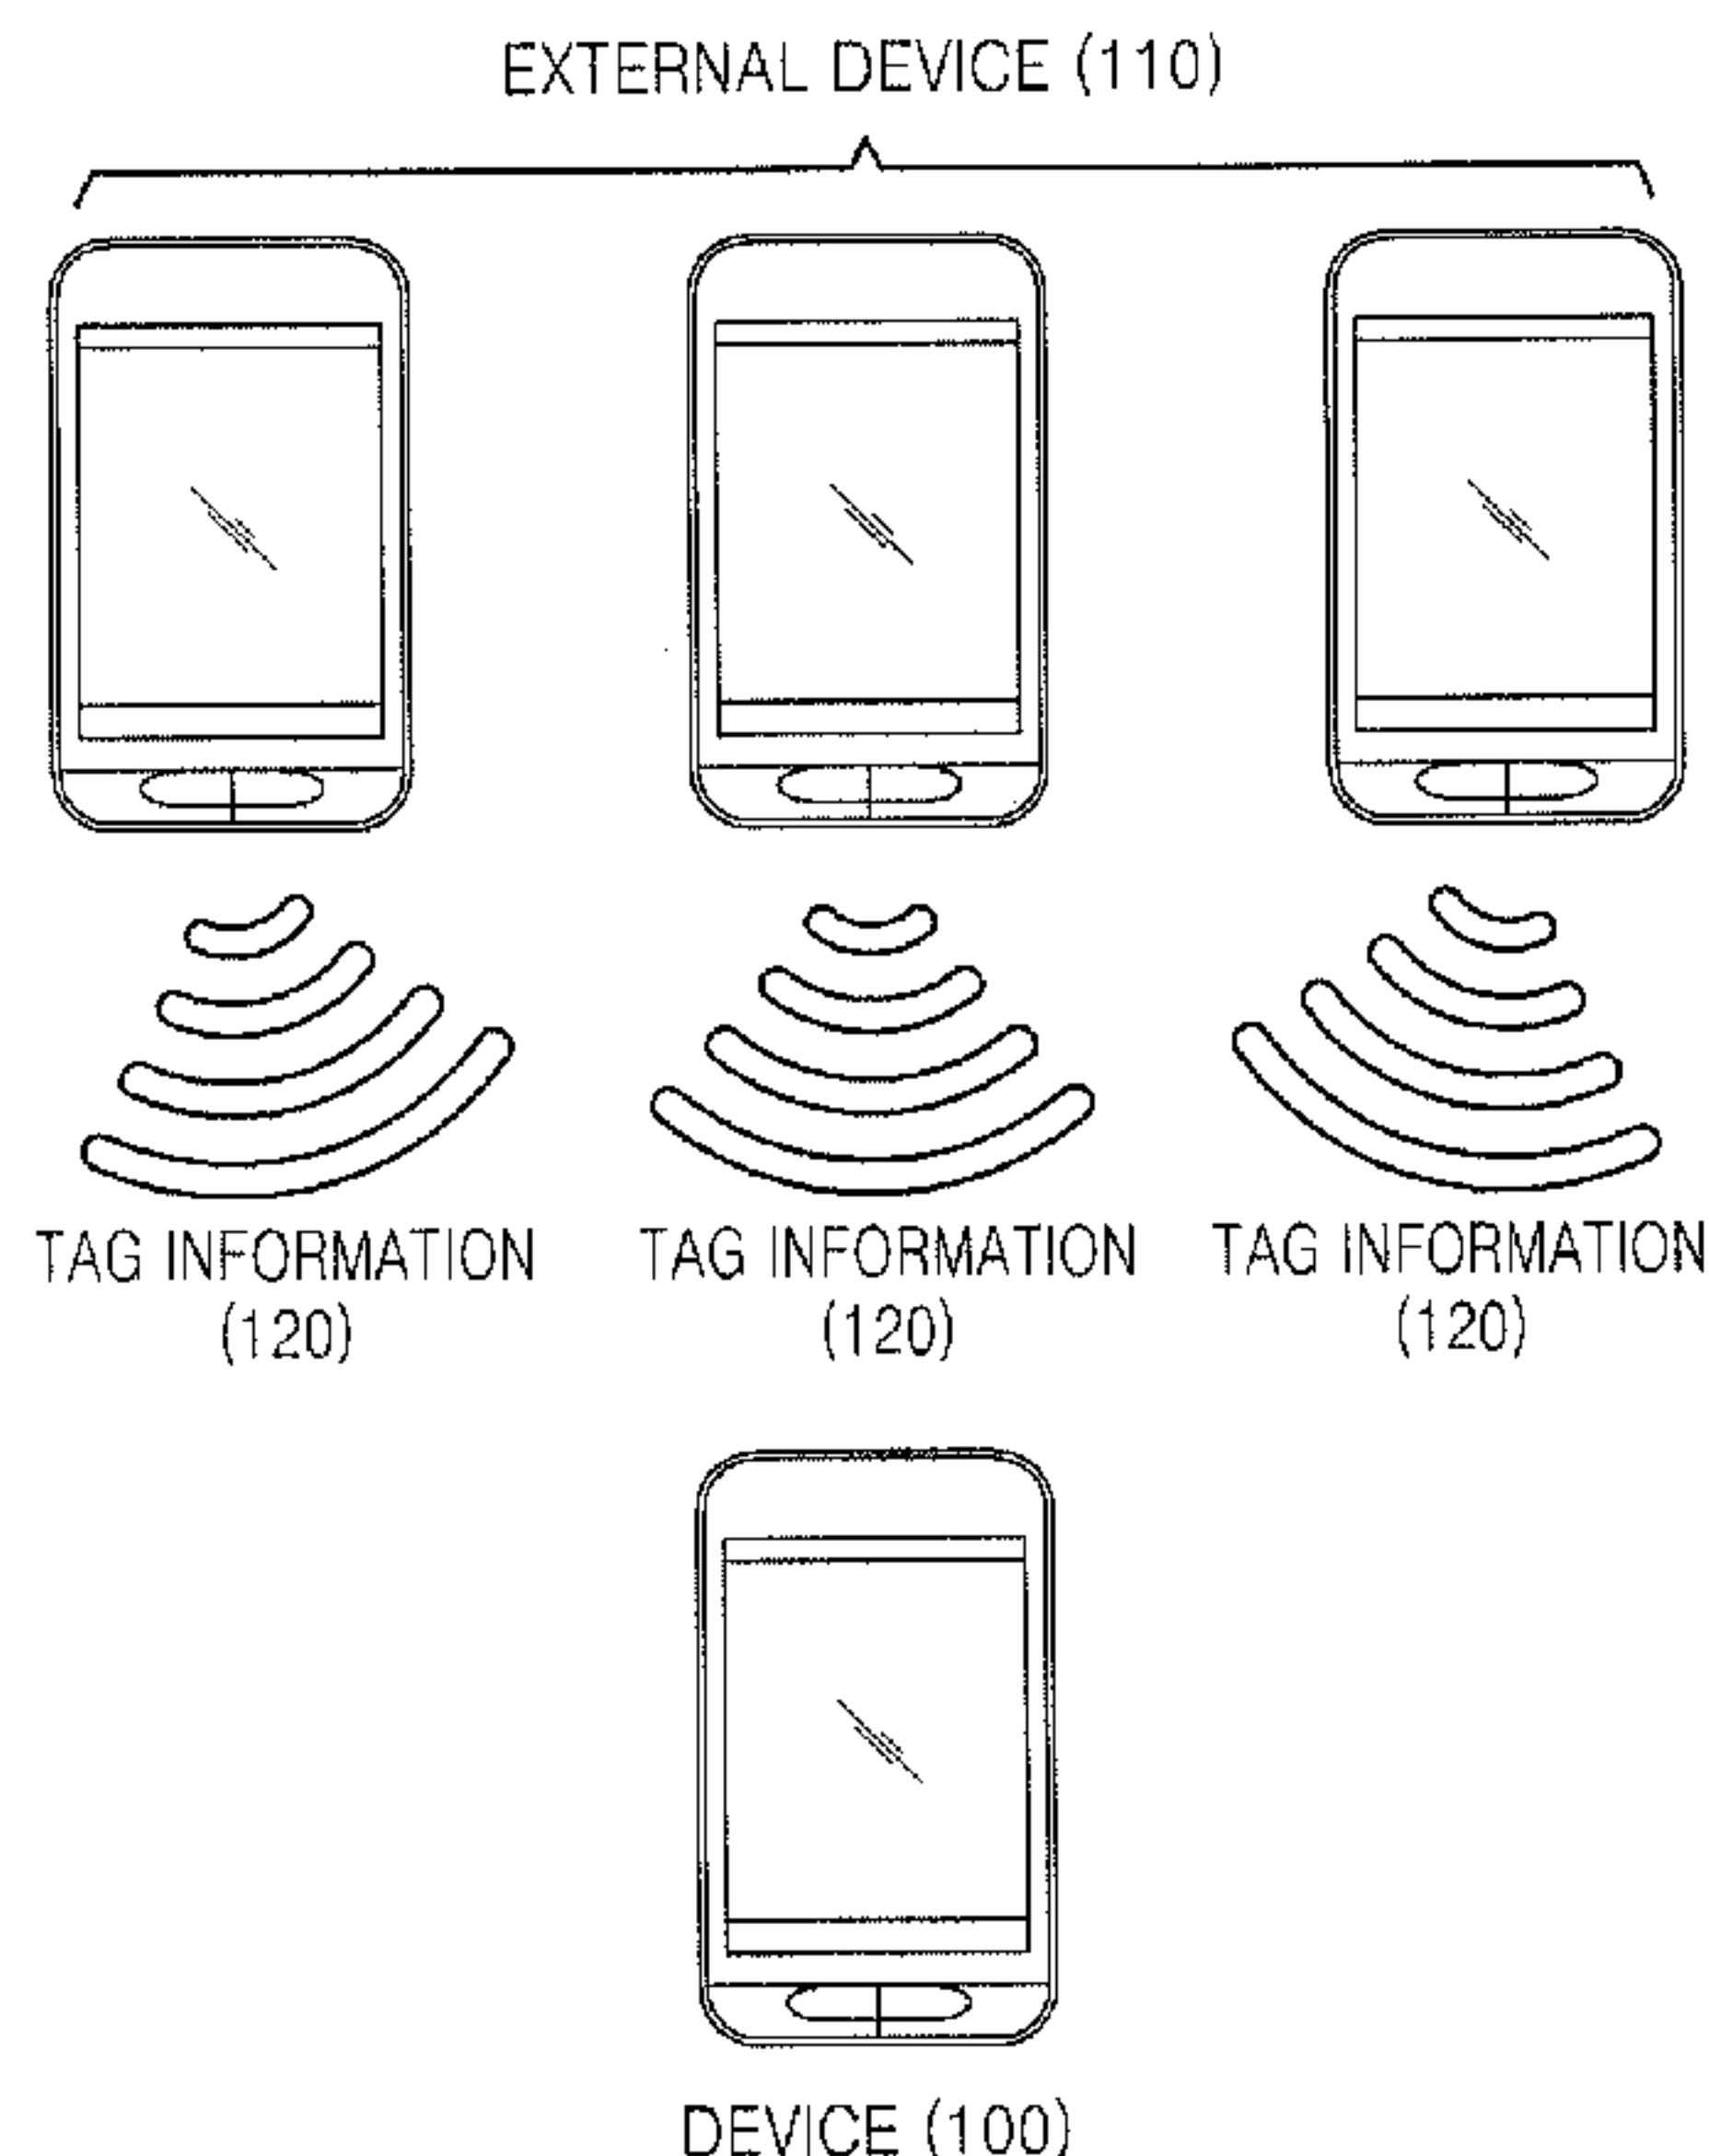 EXTERNAL DEVICE (110)
TAG INFORMATION
(120)
TAG INFORMATION
(120)
TAG INFORMATION
(120)
DEVICE (100)